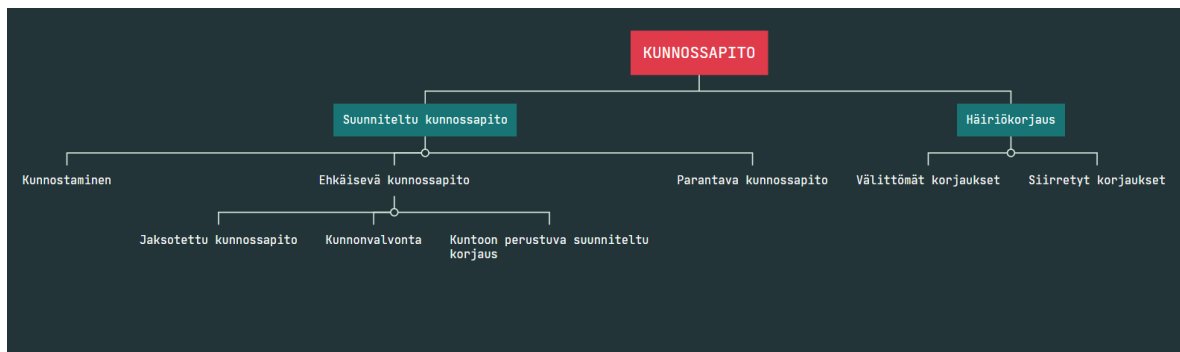 KUNNOSSAPITO
Suunniteltu kunnossapito
Häiriökorjaus
Kunnostaminen
Ehkäisevä kunnossapito
Parantava kunnossapito
Välittömät korjaukset
Siirretyt korjaukset
Jaksotettu kunnossapito
Kunnonvalvonta
Kuntoon perustuva suunniteltu
korjaus